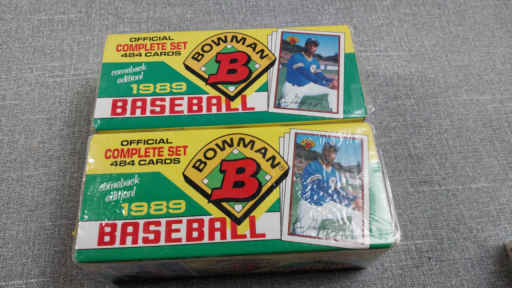 OFFICIAL
COMPLETE SET
484 CARDS
comeback
edition!
1989
BASEBALL
BOWMAN
B
OFFICIAL
COMPLETE SET
484 CARDS
comeback
edition!
1989
BASEBALL
BOWMAN
B